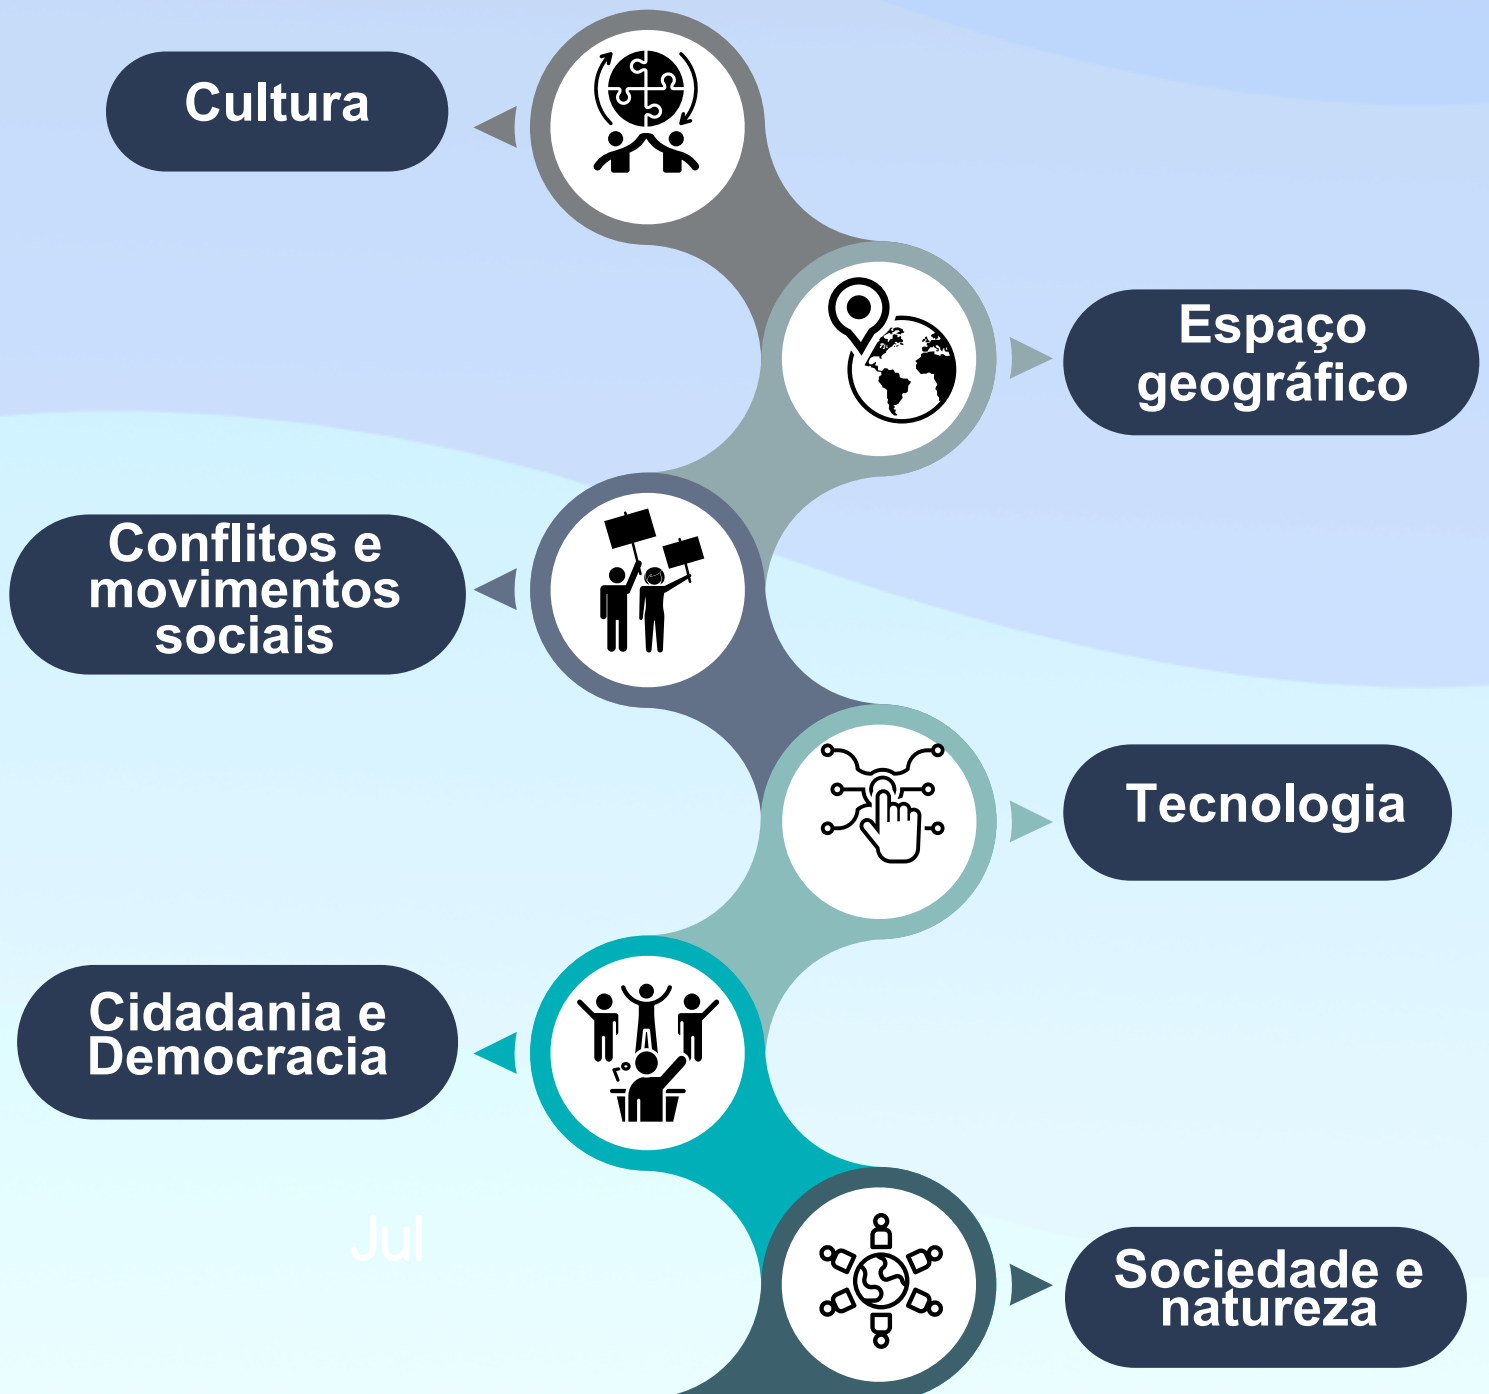 Cultura
Espaço
geográfico
Conflitos e
movimentos
sociais
Tecnologia
Cidadania e
Democracia
Jul
Sociedade e
natureza